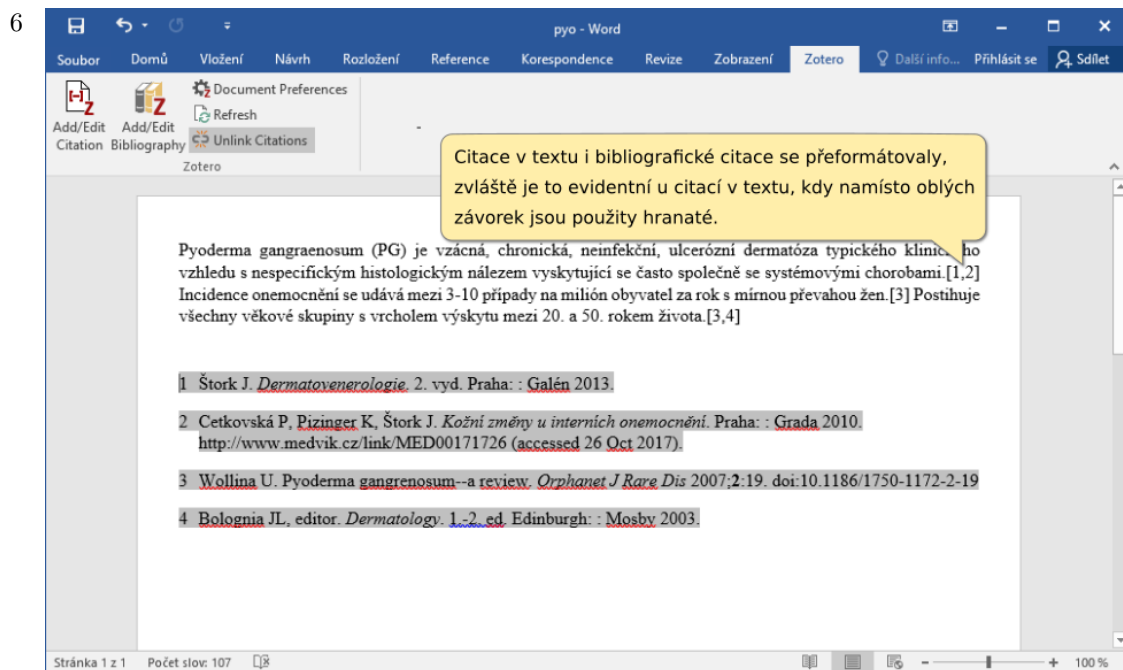 6
pyo - Word
Soubor Domů Vložení Návrh Rozložení Reference Korespondence Revize Zobrazení Zotero Další info... Přihlásit se Sdílet
Add/Edit Citation
Add/Edit Bibliography
Document Preferences
Refresh
Unlink Citations
Zotero
Citace v textu i bibliografické citace se přeformátovaly,
zvláště je to evidentní u citací v textu, kdy namísto oblých
závorek jsou použity hranaté.
Pyoderma gangraenosum (PG) je vzácná, chronická, neinfekční, ulcerózní dermatóza typického
vzhledu s nespecifickým histologickým nálezem vyskytující se často společně se systémovými chorobami.[1,2]
Incidence onemocnění se udává mezi 3-10 případy na milión obyvatel za rok s mírnou převahou žen.[3] Postihuje
všechny věkové skupiny s vrcholem výskytu mezi 20. a 50. rokem života.[3,4]
1 Štork J. Dermatovenerologie. 2. vyd. Praha: : Galén 2013.
2 Cetkovská P, Pizinger K, Štork J. Kožní změny u interních onemocnění. Praha: : Grada 2010.
http://www.medvik.cz/link/MED00171726 (accessed 26 Oct 2017).
3 Wollina U. Pyoderma gangrenosum--a review. Orphanet J Rare Dis 2007;2:19. doi:10.1186/1750-1172-2-19
4 Bolognia JL, editor. Dermatology. 1.-2. ed. Edinburgh: : Mosby 2003.
Stránka 1 z 1 Počet slov: 107 100 %